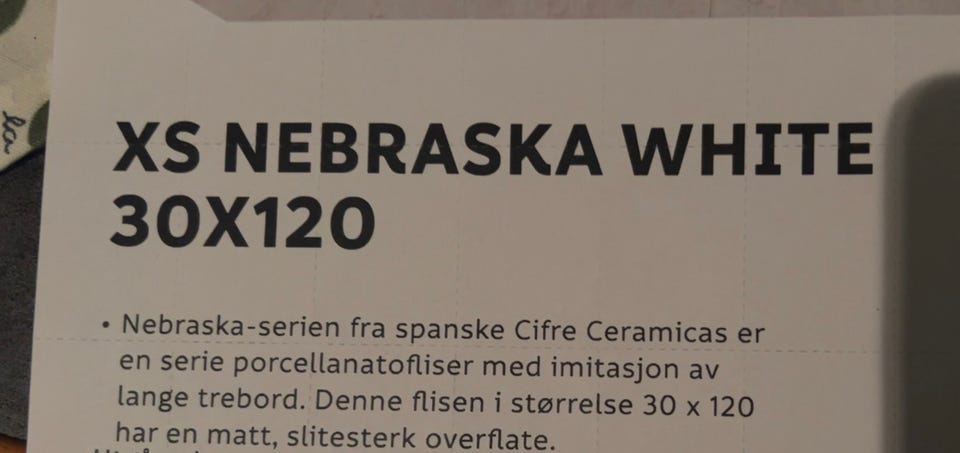 XS NEBRASKA WHITE
30X120
• Nebraska-serien fra spanske Cifre Ceramicas er
en serie porcellanatofliser med imitasjon av
lange trebord. Denne flisen i størrelse 30 x 120
har en matt, slitesterk overflate.